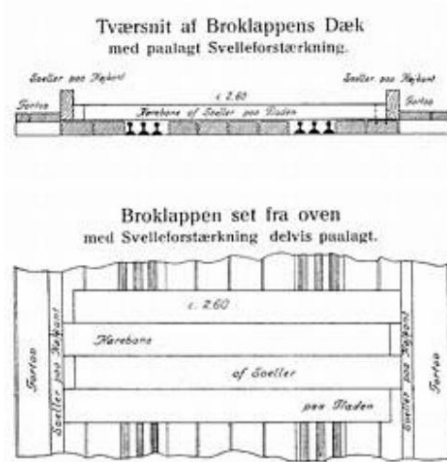 Tværsnit af Broklappens Dæk
med paalagt Svelleforstærkning.
Sveller paa Højkant
Sveller paa Højkant
c. 2.60
Fortov
Fortov
Kørebane af Sveller paa Fladen
Broklappen set fra oven
med Svelleforstærkning delvis paalagt.
c. 2.60
Kørebane
af Sveller
paa Fladen
Fortov
Sveller paa Højkant
Sveller paa Højkant
Fortov